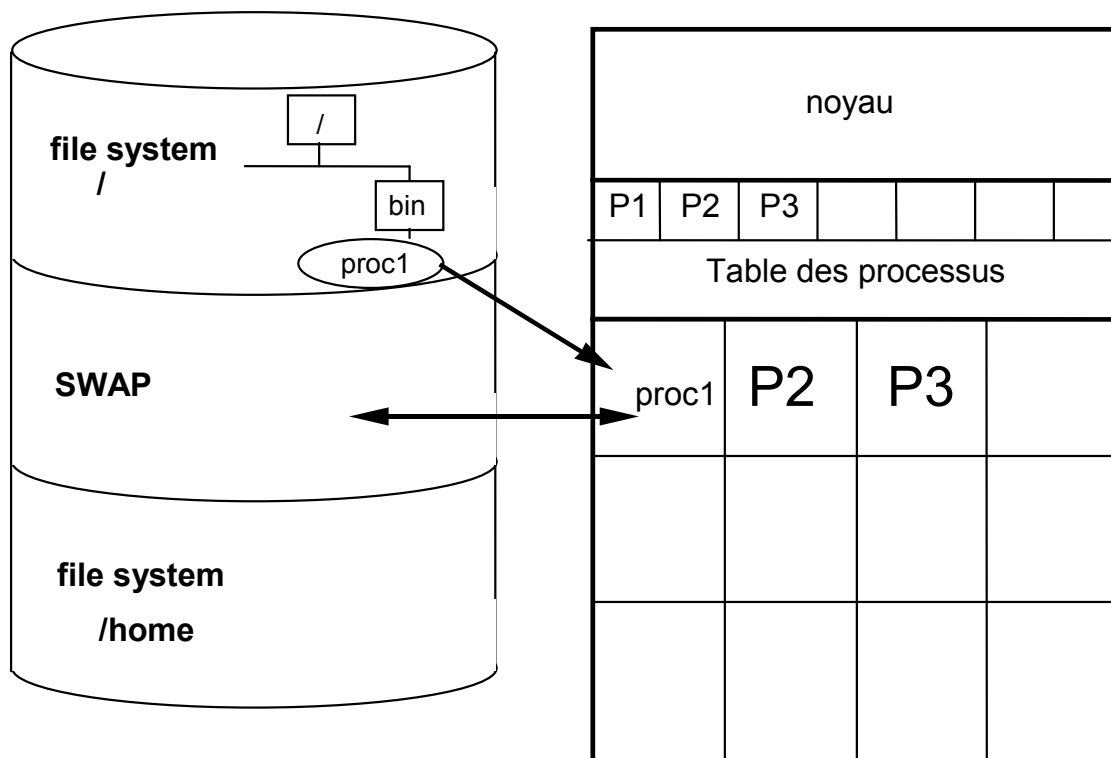 /
file system
/
bin
proc1
SWAP
file system
/home
noyau
P1 P2 P3
Table des processus
proc1 P2 P3